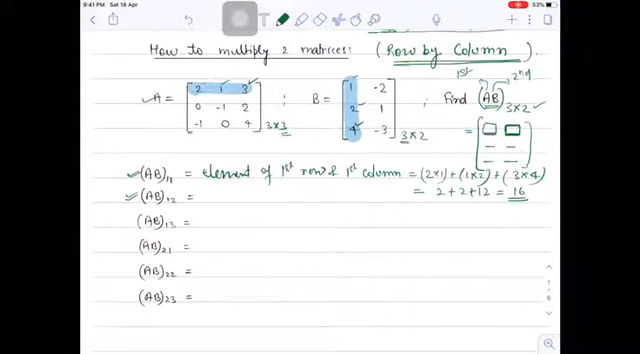 9:41 PM Sat 18 Apr
53%
How to multiply 2 matrices: (Row by Column).
1st 2nd
A = [2 1 3 ; B = [1 -2 ; Find (AB)
0 -1 2 2 1 3×2
-1 0 4] 3×3 4 -3] 3×2 =
(AB)₁₁ = element of 1st row & 1st column = (2×1)+(1×2)+(3×4)
(AB)₁₂ = = 2+2+12 = 16
(AB)₁₃ =
(AB)₂₁ =
(AB)₂₂ =
(AB)₂₃ =
1
6